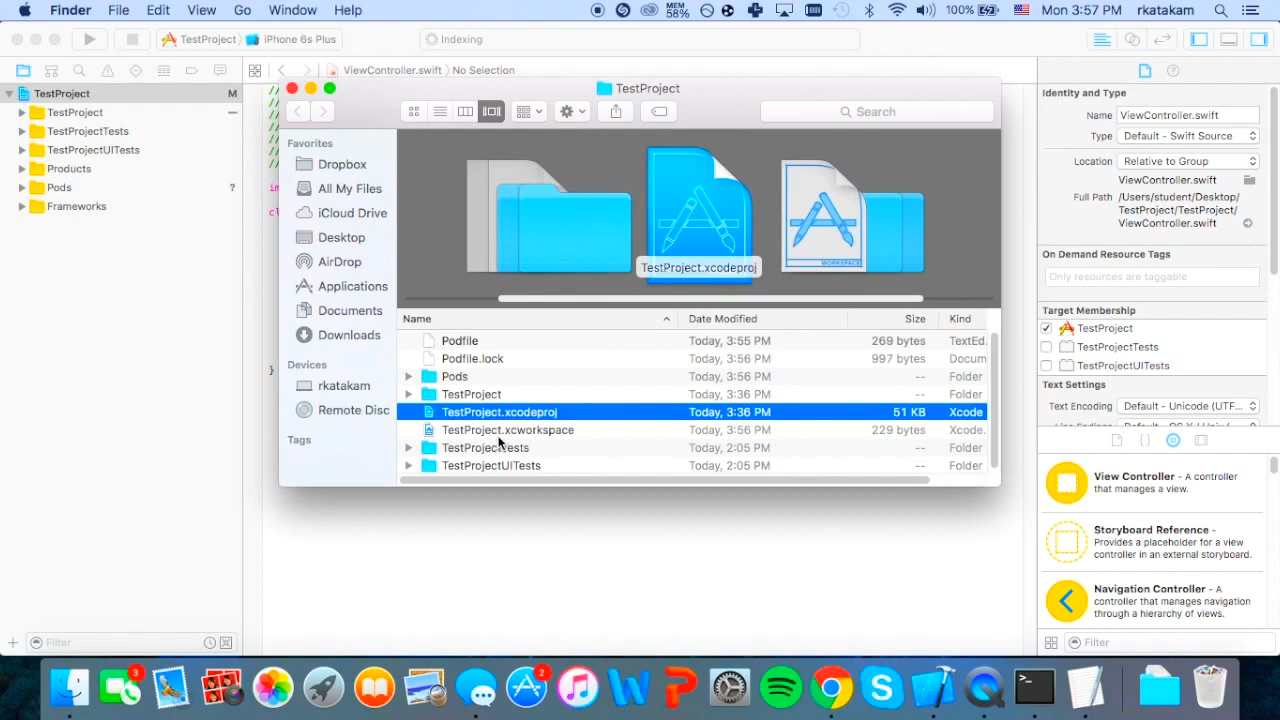 Finder File Edit View Go Window Help MEM 58% 100% Mon 3:57 PM rkatakam
TestProject iPhone 6s Plus Indexing
ViewController.swift No Selection
TestProject M
TestProject
TestProjectTests
TestProjectUITests
Products
Pods ?
Frameworks
Filter
//
//
//
//
//
im
cl
}
TestProject
Search
Favorites
Dropbox
All My Files
iCloud Drive
Desktop
AirDrop
Applications
Documents
Downloads
Devices
rkatakam
Remote Disc
Tags
WORKSPACE
TestProject.xcodeproj
Name Date Modified Size Kind
Podfile Today, 3:55 PM 269 bytes TextEd.
Podfile.lock Today, 3:56 PM 997 bytes Docum
Pods Today, 3:56 PM -- Folder
TestProject Today, 3:36 PM -- Folder
TestProject.xcodeproj Today, 3:36 PM 51 KB Xcode
TestProject.xcworkspace Today, 3:56 PM 229 bytes Xcode.
TestProjectTests Today, 2:05 PM -- Folder
TestProjectUITests Today, 2:05 PM -- Folder
Identity and Type
Name ViewController.swift
Type Default - Swift Source
Location Relative to Group
ViewController.swift
Full Path /Users/student/Desktop/
TestProject/TestProject/
ViewController.swift
On Demand Resource Tags
Only resources are taggable
Target Membership
TestProject
TestProjectTests
TestProjectUITests
Text Settings
Text Encoding Default - Unicode (UTF...
{}
View Controller - A controller
that manages a view.
Storyboard Reference -
Provides a placeholder for a view
controller in an external storyboard.
Navigation Controller - A
controller that manages navigation
through a hierarchy of views.
Filter
3
2
>_